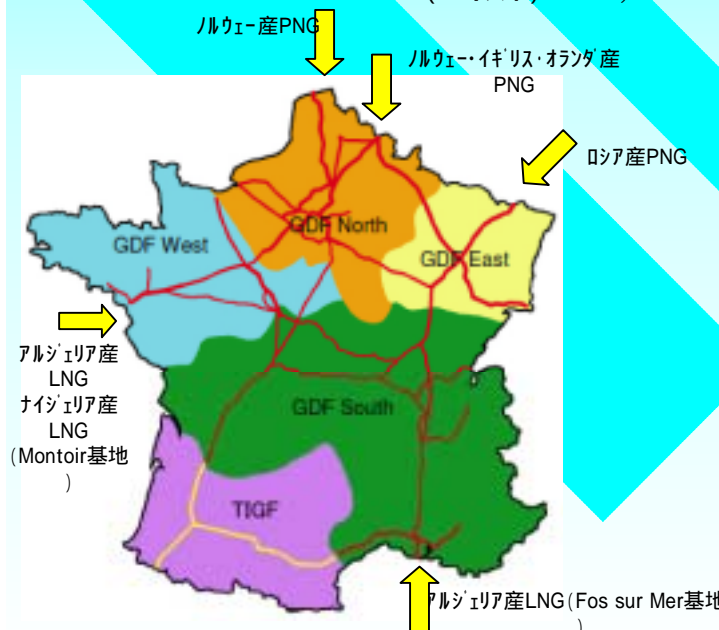 ノルウェー産PNG
ノルウェー・イギリス・オランダ産
PNG
ロシア産PNG
GDF North
GDF West
GDF East
アルジェリア産
LNG
ナイジェリア産
LNG
(Montoir基地
)
GDF South
TIGF
アルジェリア産LNG(Fos sur Mer基地
)